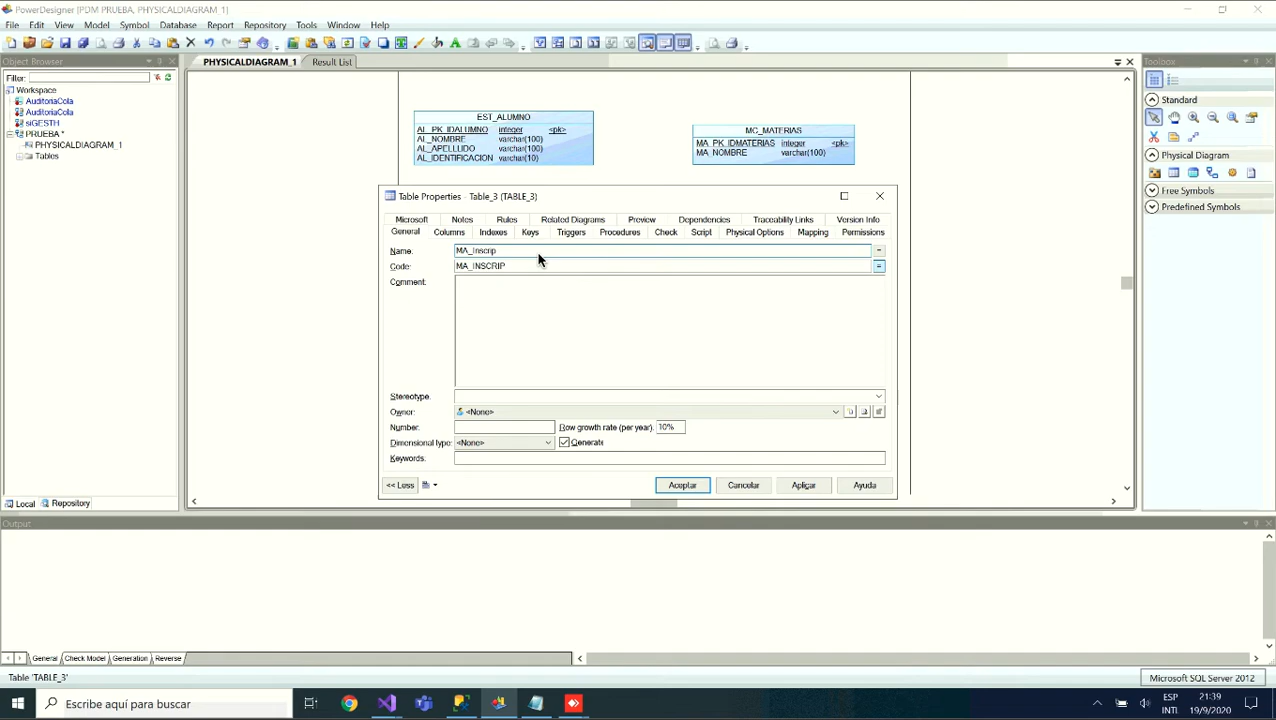 PowerDesigner - [PDM PRUEBA, PHYSICALDIAGRAM_1]
File Edit View Model Symbol Database Report Repository Tools Window Help
Object Browser
Filter:
Workspace
AuditoriaCola
AuditoriaCola
siGESTH
PRUEBA *
PHYSICALDIAGRAM_1
Tables
Local Repository
PHYSICALDIAGRAM_1 Result List
EST_ALUMNO
AL_PK_IDALUMNO integer <pk>
AL_NOMBRE varchar(100)
AL_APELLLIDO varchar(100)
AL_IDENTIFICACION varchar(10)
MC_MATERIAS
MA_PK_IDMATERIAS integer <pk>
MA_NOMBRE varchar(100)
Table Properties - Table_3 (TABLE_3)
Microsoft Notes Rules Related Diagrams Preview Dependencies Traceability Links Version Info
General Columns Indexes Keys Triggers Procedures Check Script Physical Options Mapping Permissions
Name: MA_Inscrip =
Code: MA_INSCRIP =
Comment:
Stereotype:
Owner: <None>
Number: Row growth rate (per year): 10%
Dimensional type: <None> Generate
Keywords:
<< Less Aceptar Cancelar Aplicar Ayuda
Toolbox
Standard
Physical Diagram
Free Symbols
Predefined Symbols
Output
General Check Model Generation Reverse
Table 'TABLE_3' Microsoft SQL Server 2012
Escribe aquí para buscar
ESP
INTL
21:39
19/9/2020